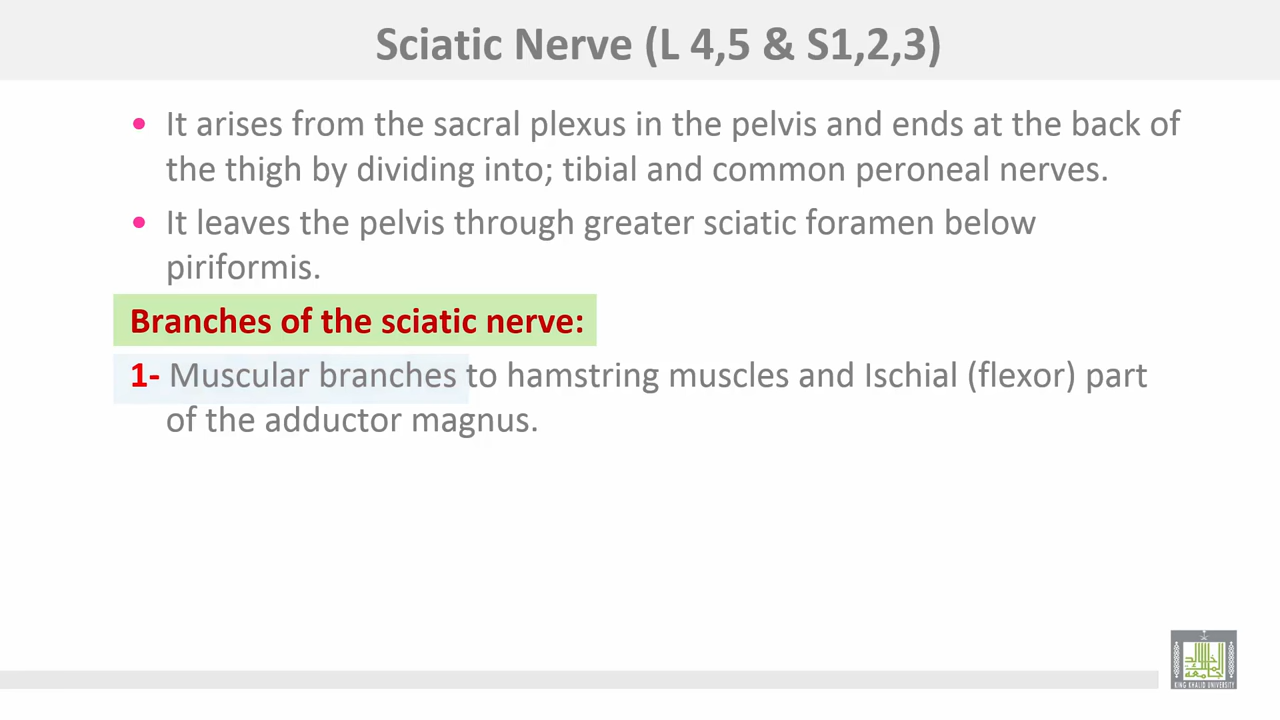 Sciatic Nerve (L 4,5 & S1,2,3)
• It arises from the sacral plexus in the pelvis and ends at the back of
the thigh by dividing into; tibial and common peroneal nerves.
• It leaves the pelvis through greater sciatic foramen below
piriformis.
Branches of the sciatic nerve:
1- Muscular branches to hamstring muscles and Ischial (flexor) part
of the adductor magnus.
KING KHALID UNIVERSITY